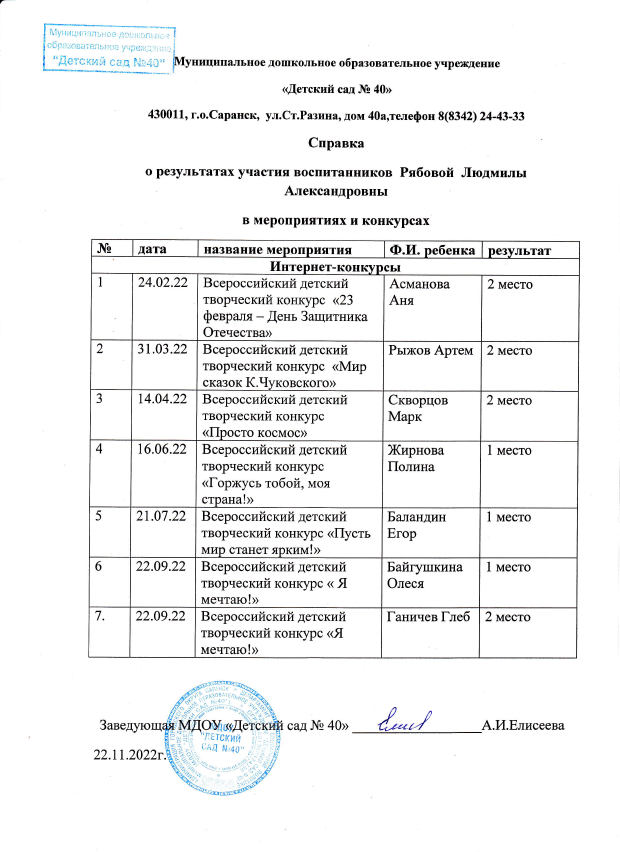 Муниципальное дошкольное
образовательное учреждение
"Детский сад №40"
Муниципальное дошкольное образовательное учреждение
«Детский сад № 40»
430011, г.о.Саранск, ул.Ст.Разина, дом 40а,телефон 8(8342) 24-43-33
Справка
о результатах участия воспитанников Рябовой Людмилы
Александровны
в мероприятиях и конкурсах
№ дата название мероприятия Ф.И. ребенка результат
Интернет-конкурсы
1 24.02.22 Всероссийский детский Асманова 2 место
творческий конкурс «23 Аня
февраля – День Защитника
Отечества»
2 31.03.22 Всероссийский детский Рыжов Артем 2 место
творческий конкурс «Мир
сказок К.Чуковского»
3 14.04.22 Всероссийский детский Скворцов 2 место
творческий конкурс Марк
«Просто космос»
4 16.06.22 Всероссийский детский Жирнова 1 место
творческий конкурс Полина
«Горжусь тобой, моя
страна!»
5 21.07.22 Всероссийский детский Баландин 1 место
творческий конкурс «Пусть Егор
мир станет ярким!»
6 22.09.22 Всероссийский детский Байгушкина 1 место
творческий конкурс « Я Олеся
мечтаю!»
7. 22.09.22 Всероссийский детский Ганичев Глеб 2 место
творческий конкурс «Я
мечтаю!»
Заведующая МДОУ «Детский сад № 40» А.И.Елисеева
"ДЕТСКИЙ
САД №40"
22.11.2022г.